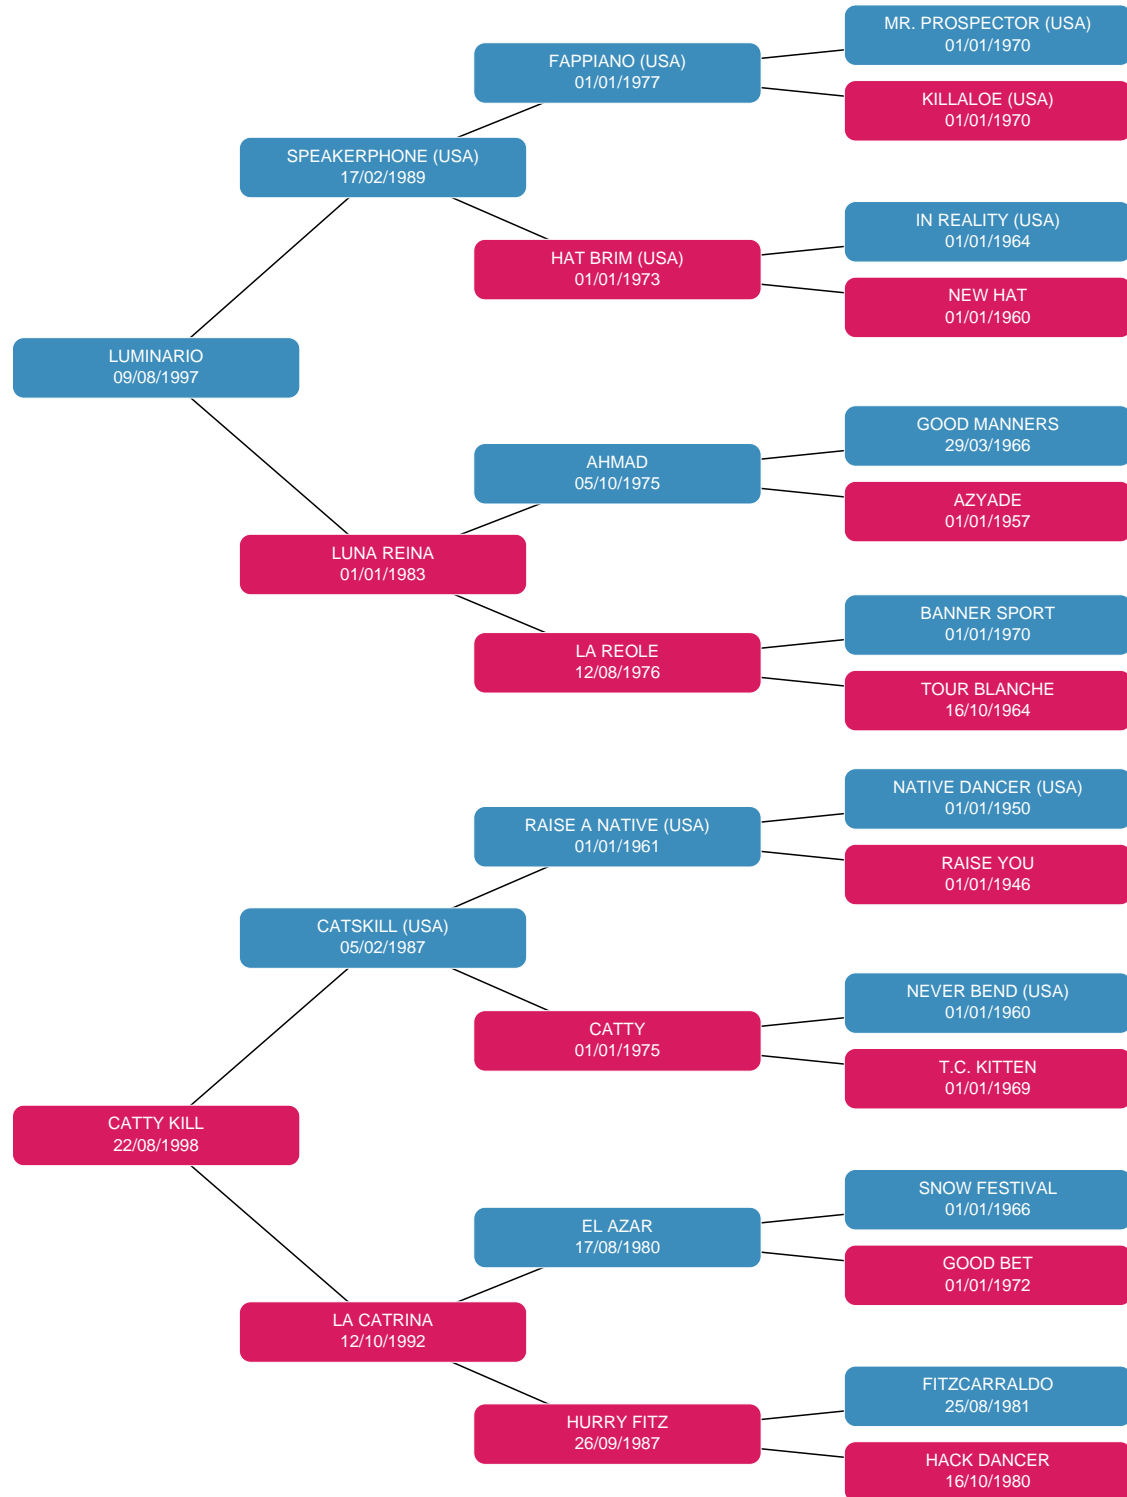 MR. PROSPECTOR (USA)
01/01/1970
FAPPIANO (USA)
01/01/1977
KILLALOE (USA)
01/01/1970
SPEAKERPHONE (USA)
17/02/1989
IN REALITY (USA)
01/01/1964
HAT BRIM (USA)
01/01/1973
NEW HAT
01/01/1960
LUMINARIO
09/08/1997
GOOD MANNERS
29/03/1966
AHMAD
05/10/1975
AZYADE
01/01/1957
LUNA REINA
01/01/1983
BANNER SPORT
01/01/1970
LA REOLE
12/08/1976
TOUR BLANCHE
16/10/1964
NATIVE DANCER (USA)
01/01/1950
RAISE A NATIVE (USA)
01/01/1961
RAISE YOU
01/01/1946
CATSKILL (USA)
05/02/1987
NEVER BEND (USA)
01/01/1960
CATTY
01/01/1975
T.C. KITTEN
01/01/1969
CATTY KILL
22/08/1998
SNOW FESTIVAL
01/01/1966
EL AZAR
17/08/1980
GOOD BET
01/01/1972
LA CATRINA
12/10/1992
FITZCARRALDO
25/08/1981
HURRY FITZ
26/09/1987
HACK DANCER
16/10/1980